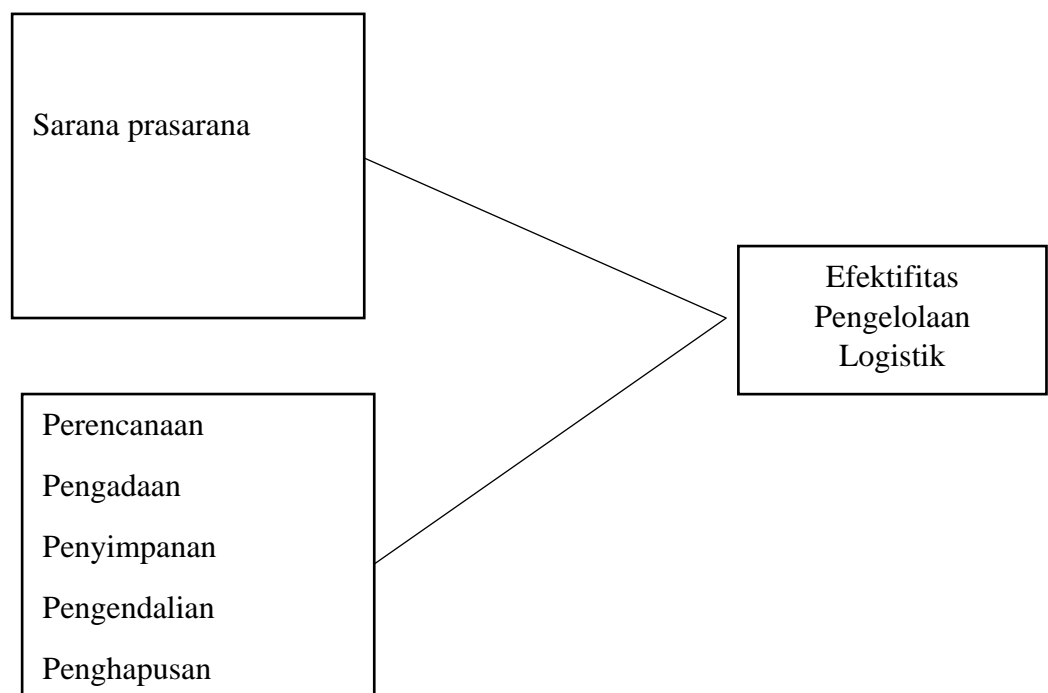 Sarana prasarana
Efektifitas
Pengelolaan
Logistik
Perencanaan
Pengadaan
Penyimpanan
Pengendalian
Penghapusan